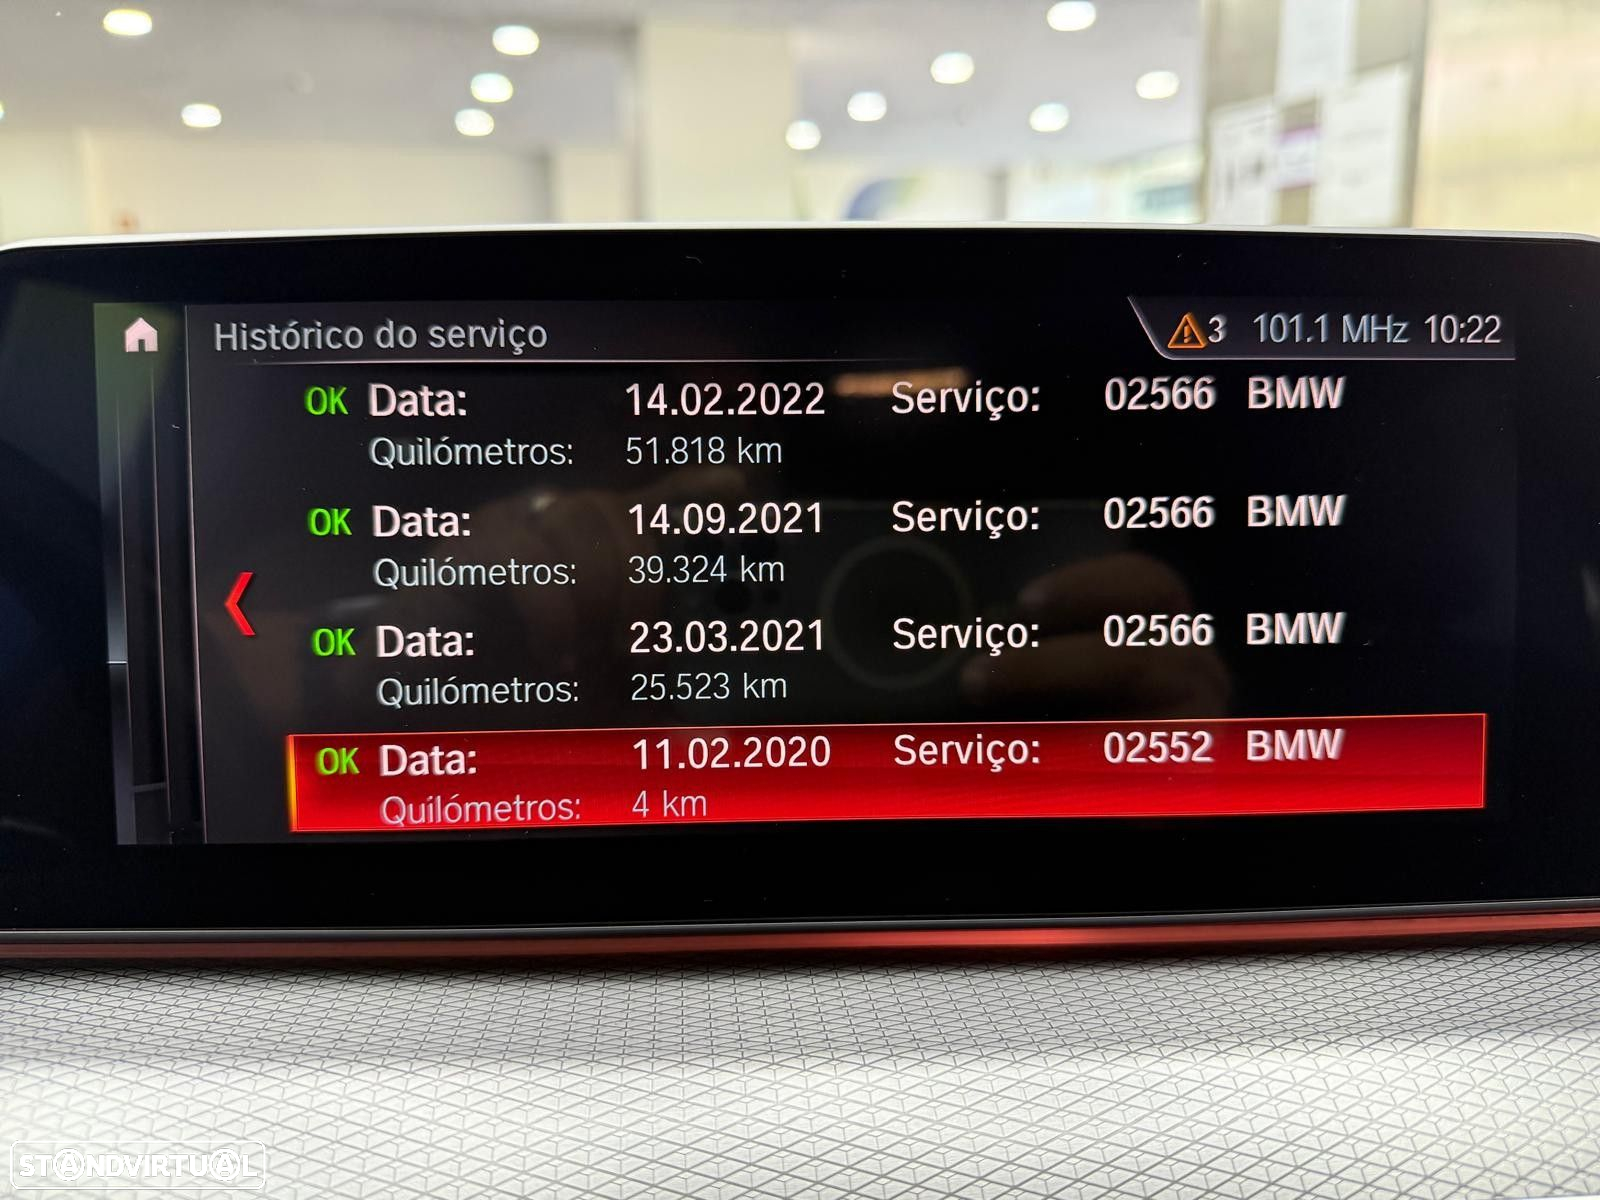 Histórico do serviço
3 101.1 MHz 10:22
OK Data: 14.02.2022 Serviço: 02566 BMW
Quilómetros: 51.818 km
OK Data: 14.09.2021 Serviço: 02566 BMW
Quilómetros: 39.324 km
OK Data: 23.03.2021 Serviço: 02566 BMW
Quilómetros: 25.523 km
OK Data: 11.02.2020 Serviço: 02552 BMW
Quilómetros: 4 km
STANDVIRTUAL